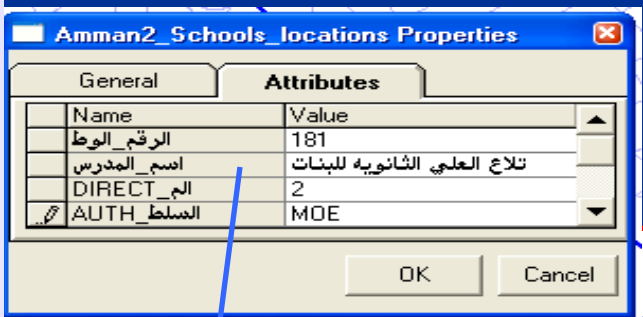 Amman2_Schools_locations Properties
General Attributes
Name Value
الرقم_الوط 181
اسم_المدرس تلاع العلي الثانويه للبنات
DIRECT_الم 2
AUTH_السلط MOE
OK Cancel